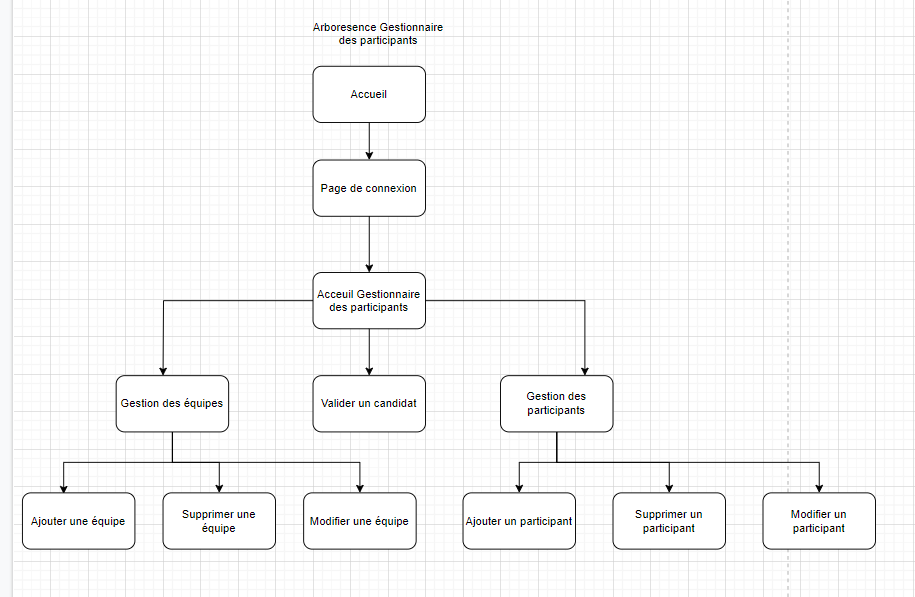 Arboresence Gestionnaire
des participants
Accueil
Page de connexion
Acceuil Gestionnaire
des participants
Gestion des équipes
Valider un candidat
Gestion des
participants
Ajouter une équipe
Supprimer une
équipe
Modifier une équipe
Ajouter un participant
Supprimer un
participant
Modifier un
participant